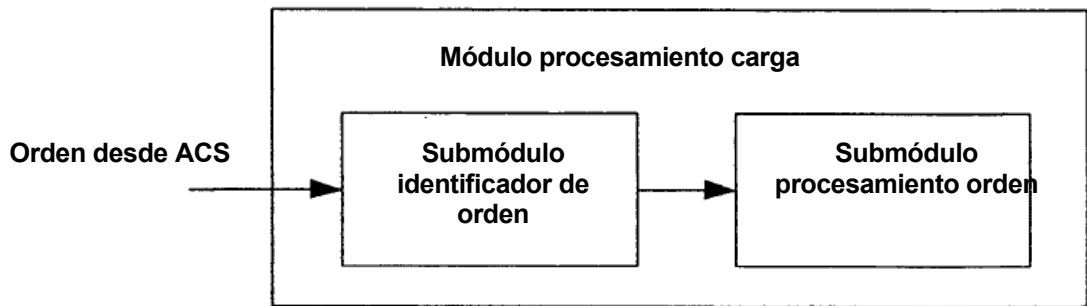 Módulo procesamiento carga
Orden desde ACS
Submódulo
identificador de
orden
Submódulo
procesamiento orden